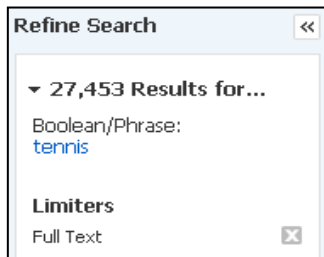 Refine Search «
▾ 27,453 Results for...
Boolean/Phrase:
tennis
Limiters
Full Text